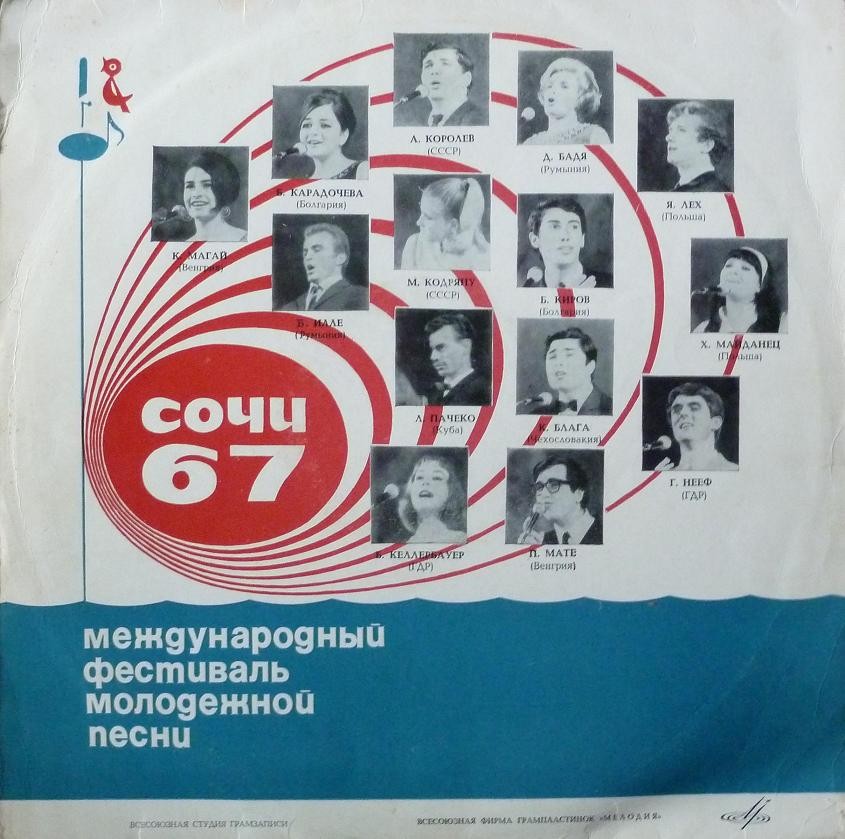 Л. КОРОЛЕВ
(СССР)
Д. БАДЯ
(Румыния)
Б. КАРАДОЧЕВА
(Болгария)
Я. ЛЕХ
(Польша)
К. МАГАЙ
(Венгрия)
М. КОДРЯНУ
(СССР)
Б. КИРОВ
(Болгария)
Б. ИЛЛЕ
(Румыния)
Х. МАЙДАНЕЦ
(Польша)
Л. ПАЧЕКО
(Куба)
К. БЛАГА
(Чехословакия)
Г. НЕЕФ
(ГДР)
Б. КЕЛЛЕРБАУЕР
(ГДР)
П. МАТЕ
(Венгрия)
СОЧИ
67
международный
фестиваль
молодежной
песни
ВСЕСОЮЗНАЯ СТУДИЯ ГРАМЗАПИСИ
ВСЕСОЮЗНАЯ ФИРМА ГРАМПЛАСТИНОК «МЕЛОДИЯ»